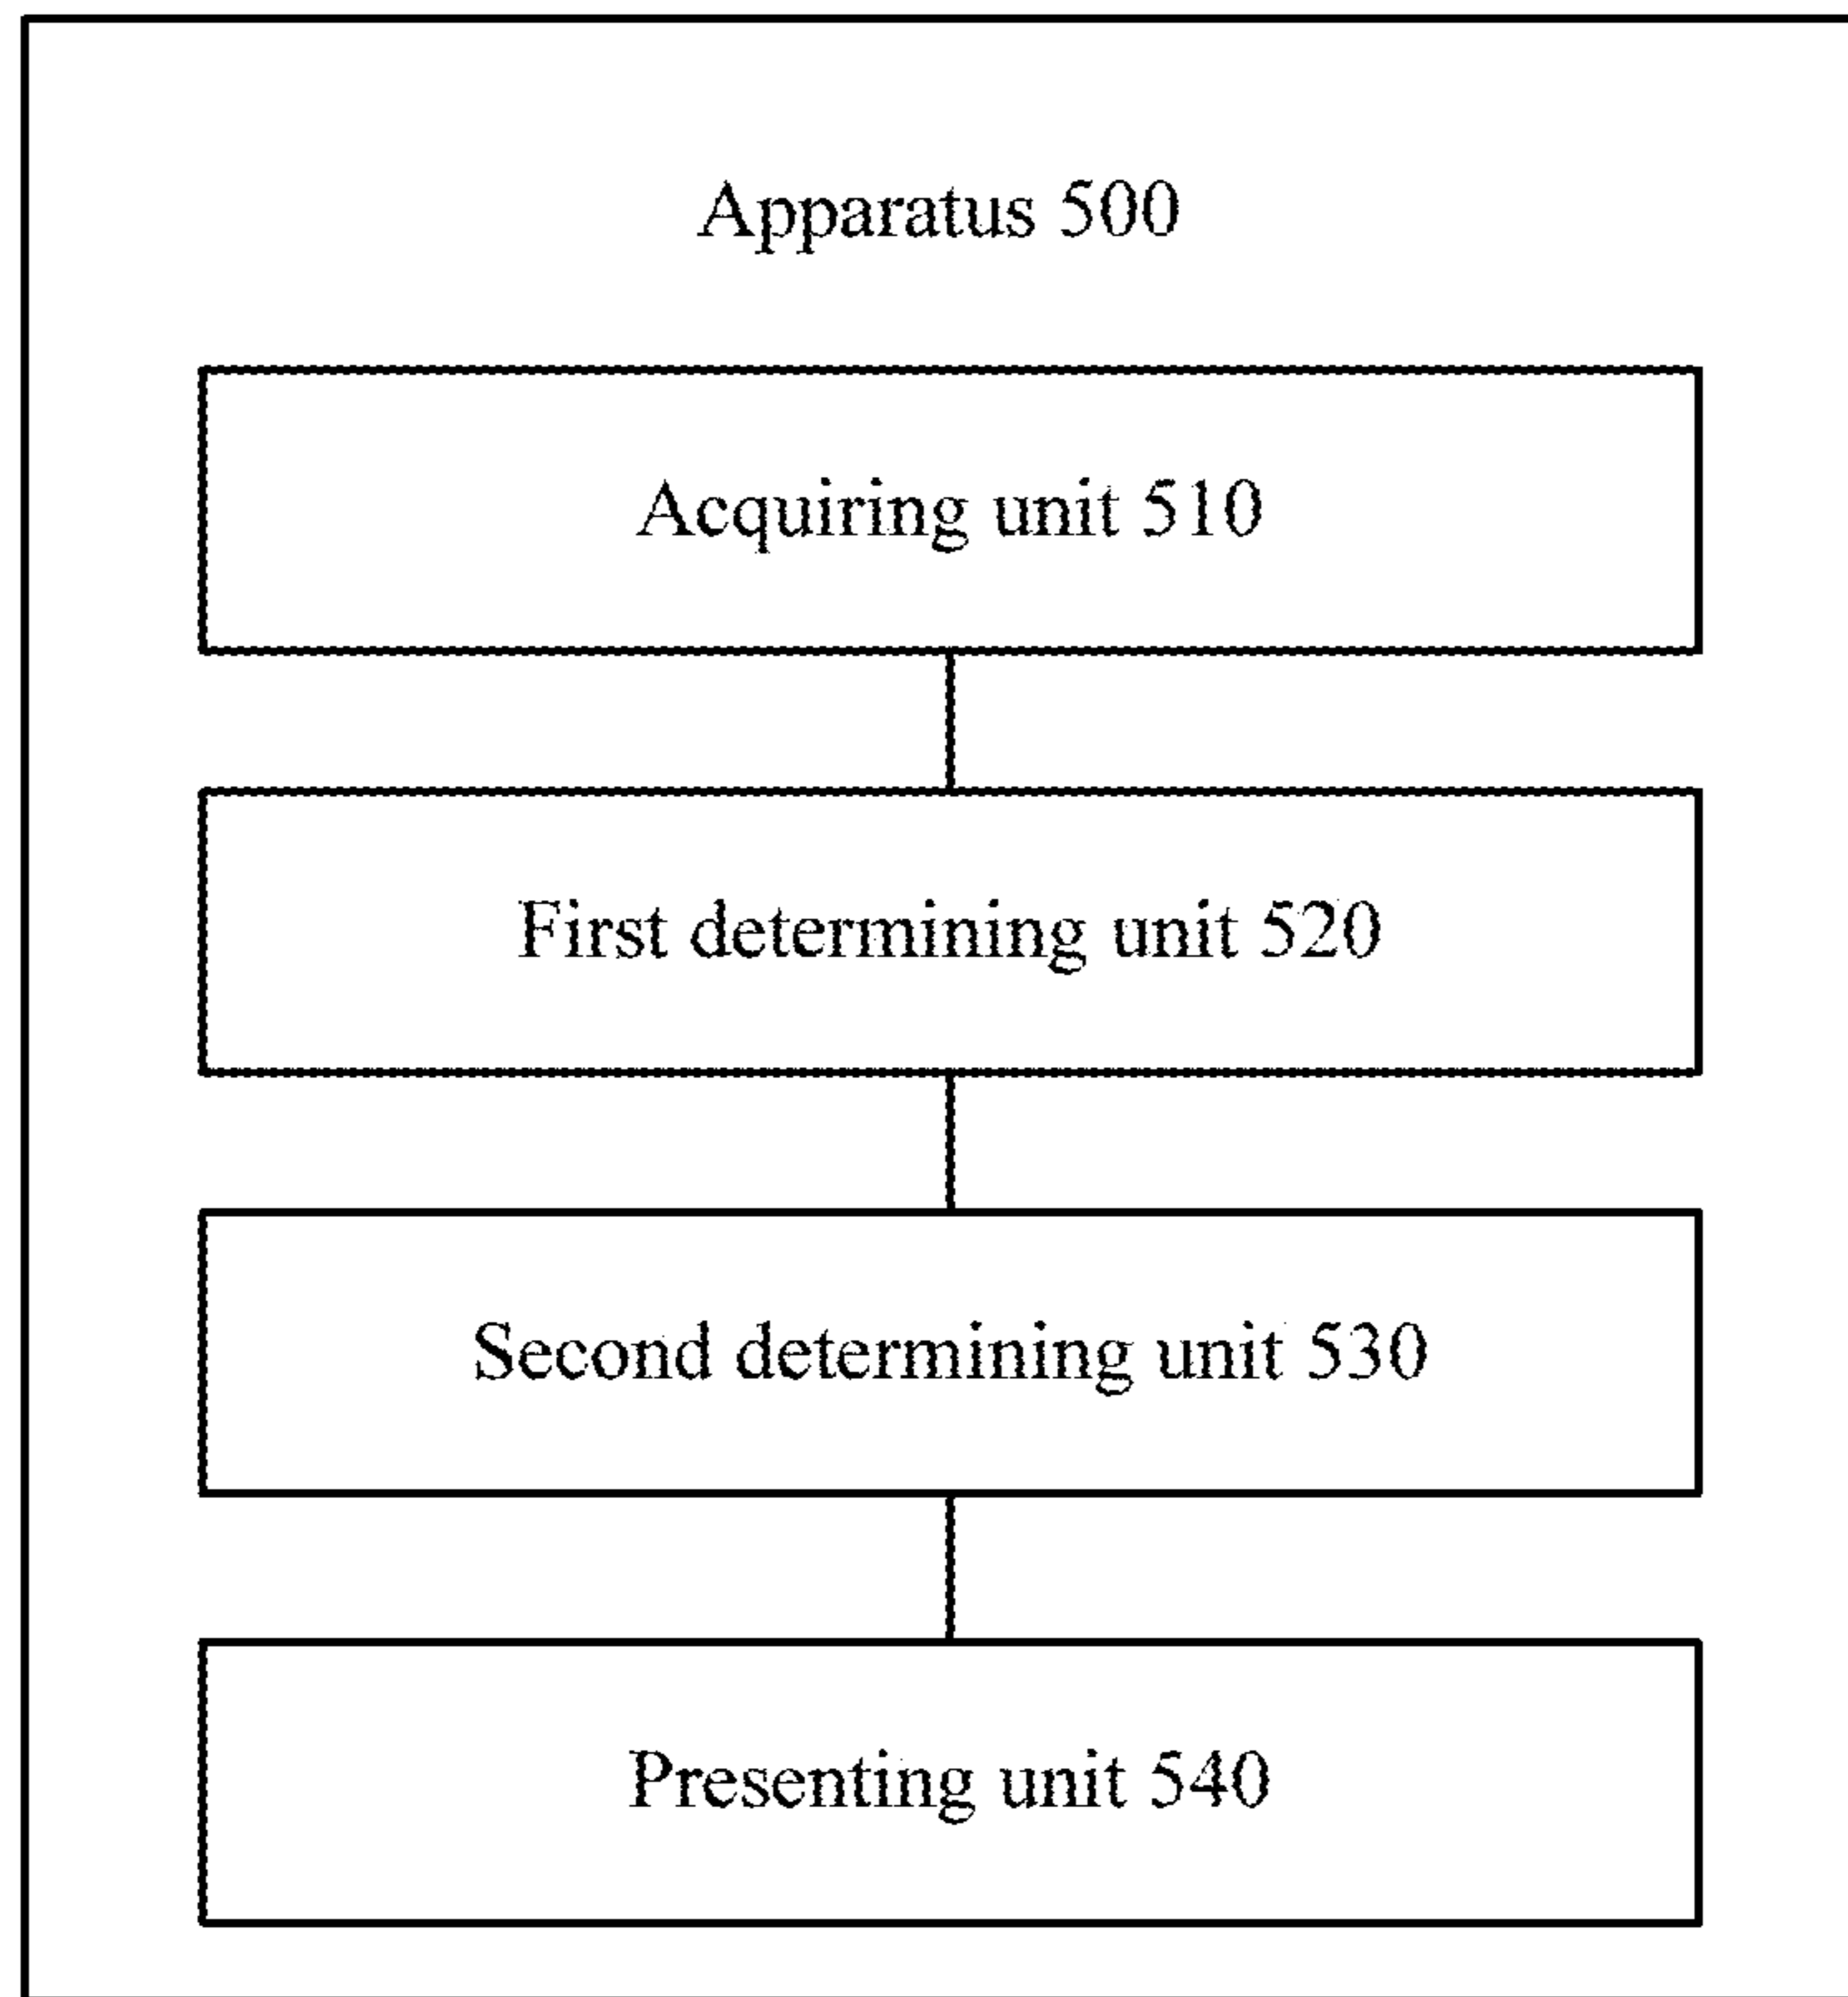 Apparatus 500
Acquiring unit 510
First determining unit 520
Second determining unit 530
Presenting unit 540